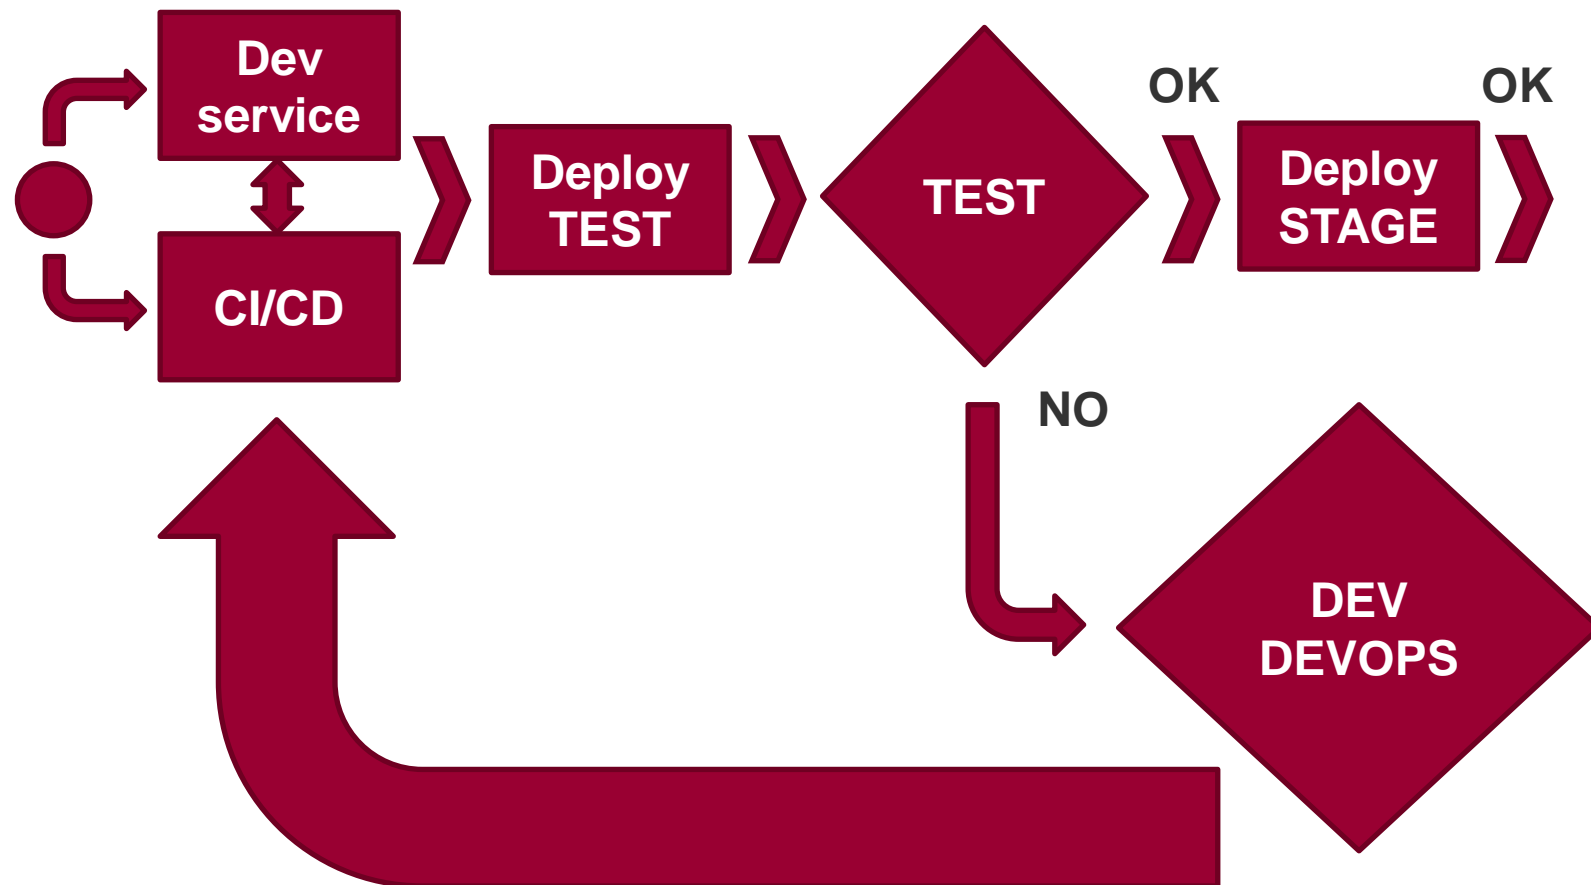 Dev
service
CI/CD
Deploy
TEST
TEST
OK
Deploy
STAGE
OK
NO
DEV
DEVOPS